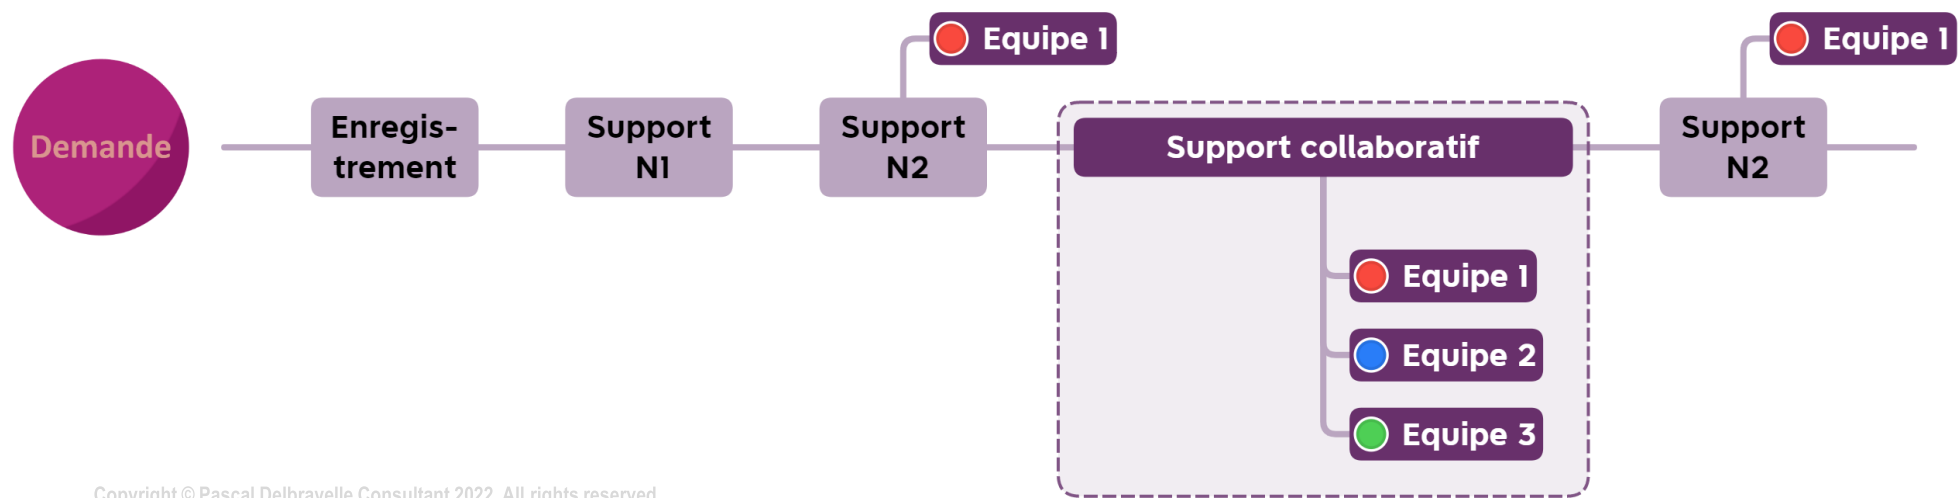 Demande
Enregis-
trement
Support
N1
Support
N2
Equipe 1
Support collaboratif
Equipe 1
Equipe 2
Equipe 3
Support
N2
Equipe 1
Copyright © Pascal Delbrayelle Consultant 2022. All rights reserved